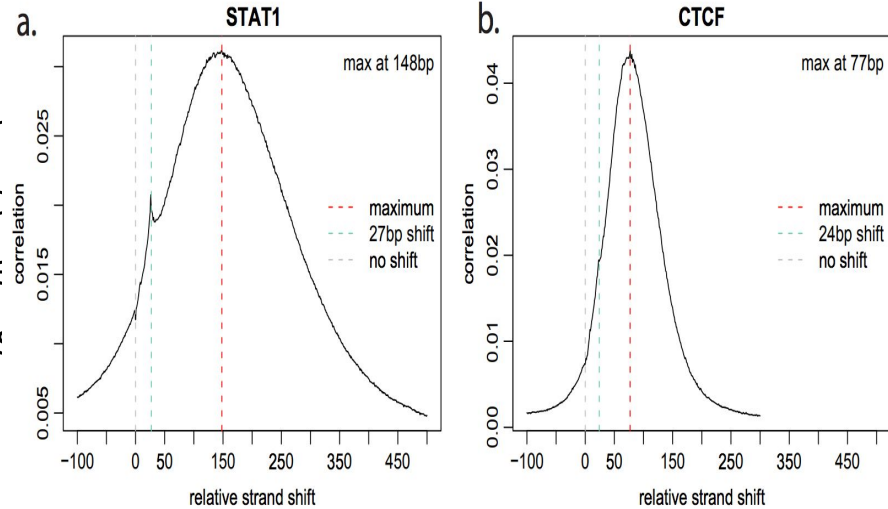 a.
STAT1
max at 148bp
maximum
27bp shift
no shift
correlation
0.005
0.015
0.025
−100
0
50
150
250
350
450
relative strand shift
b.
CTCF
max at 77bp
maximum
24bp shift
no shift
correlation
0.00
0.01
0.02
0.03
0.04
−100
0
50
150
250
350
450
relative strand shift